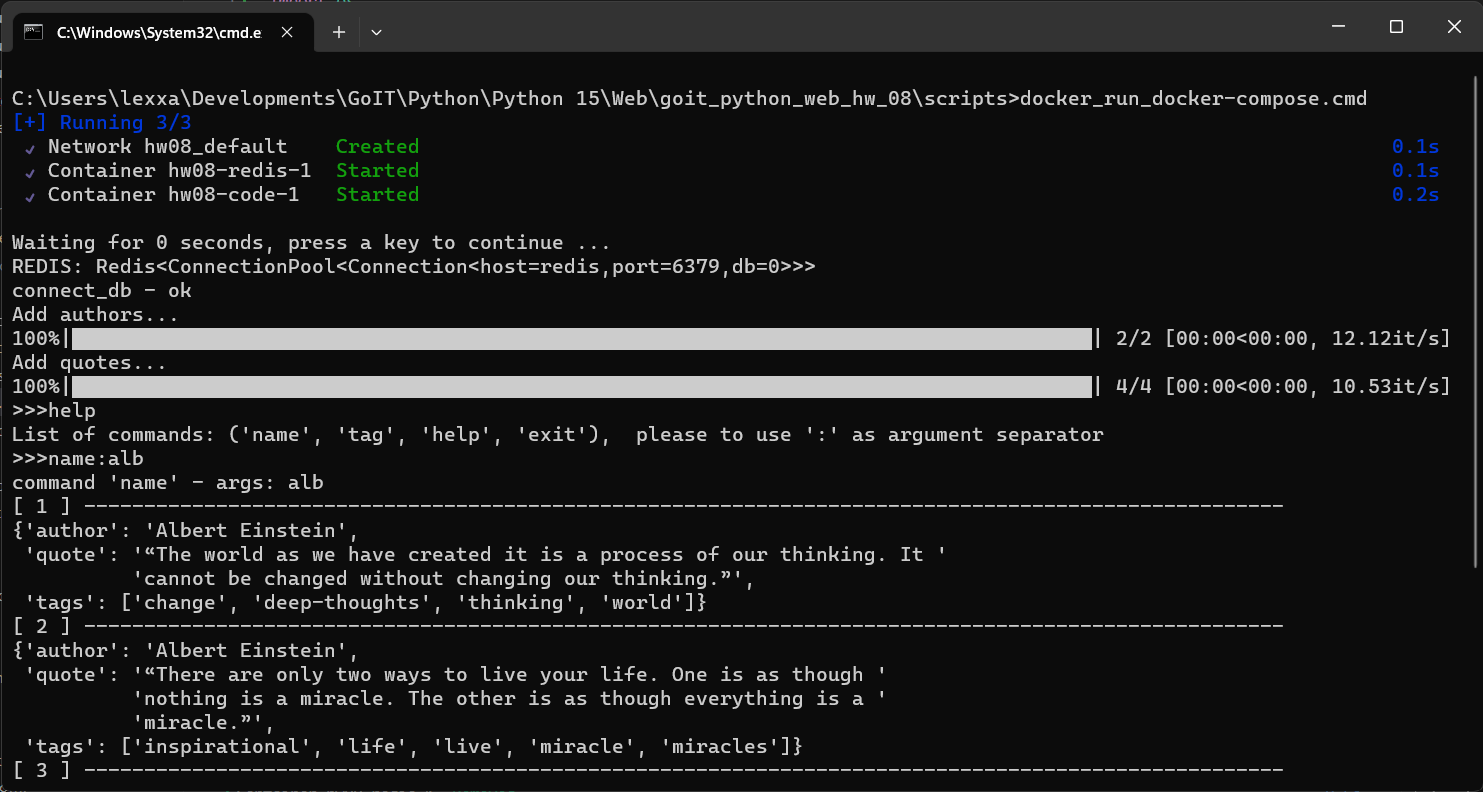 C:\Windows\System32\cmd.e
C:\Users\lexxa\Developments\GoIT\Python\Python 15\Web\goit_python_web_hw_08\scripts>docker_run_docker-compose.cmd
[+] Running 3/3
✔ Network hw08_default    Created    0.1s
✔ Container hw08-redis-1  Started    0.1s
✔ Container hw08-code-1   Started    0.2s
Waiting for 0 seconds, press a key to continue ...
REDIS: Redis<ConnectionPool<Connection<host=redis,port=6379,db=0>>>
connect_db - ok
Add authors...
100%|██████████| 2/2 [00:00<00:00, 12.12it/s]
Add quotes...
100%|██████████| 4/4 [00:00<00:00, 10.53it/s]
>>>help
List of commands: ('name', 'tag', 'help', 'exit'),  please to use ':' as argument separator
>>>name:alb
command 'name' - args: alb
[ 1 ] ----------------------------------------------------------------------------------------------------
{'author': 'Albert Einstein',
 'quote': '“The world as we have created it is a process of our thinking. It '
          'cannot be changed without changing our thinking.”',
 'tags': ['change', 'deep-thoughts', 'thinking', 'world']}
[ 2 ] ----------------------------------------------------------------------------------------------------
{'author': 'Albert Einstein',
 'quote': '“There are only two ways to live your life. One is as though '
          'nothing is a miracle. The other is as though everything is a '
          'miracle.”',
 'tags': ['inspirational', 'life', 'live', 'miracle', 'miracles']}
[ 3 ] ----------------------------------------------------------------------------------------------------